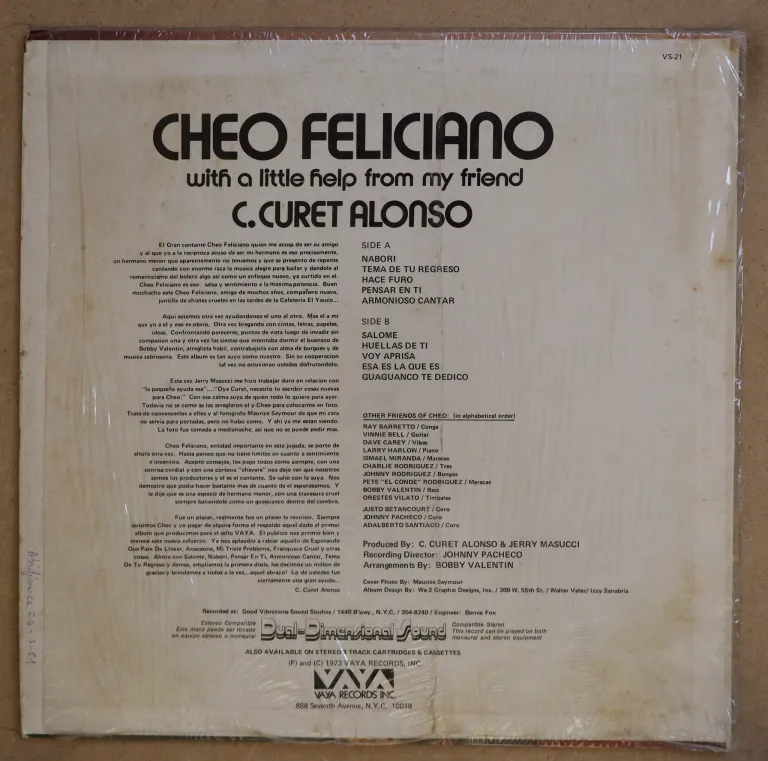 VS-21
CHEO FELICIANO
with a little help from my friend
C. CURET ALONSO
El Gran cantante Cheo Feliciano quien me acusa de ser su amigo
y al que yo a la reciproca acuso de ser mi hermano es eso precisamente,
un hermano menor que aparentemente no tenuamos y que se presento de repente
cantando con enorme raza la musica alegre para bailar y dandole al
romanticismo del bolero algo asi como un enfoque nuevo, ya curtido en el.
Cheo Feliciano es eso: salsa y sentimiento a la maxima potencia. Buen
muchacho este Cheo Feliciano, amigo de muchos años, compañero nuevo,
juntilla de chistes crueles en las tardes de la Cafeteria El Yauco...
Aqui estamos otra vez ayudandonos el uno al otro. Mas el a mi
que yo a el y eso es obvio. Otra vez bregando con cintas, letras, papeles,
ideas. Confrontando pareceres, puntos de vista luego de invadir sin
compasion una y otra vez las siestas que intentaba dormir el buenazo de
Bobby Valentin, arreglista habil, contrabajista con alma de burgues y de
musica sabrosona. Este album es tan suyo como nuestro. Sin su cooperacion
tal vez no estuvieran ustedes disfrutandolo.
Esta vez Jerry Masucci me hizo trabajar duro en relacion con
"la pequeña ayuda esa"...."Oye Curet, necesito tu escribir cosas nuevas
para Cheo." Con esa calma suya de quien todo lo quiere para ayer.
Todavia no se como se las arreglaron el y Cheo para colocarme en foto.
Trate de convencerlos a ellos y al fotografo Maurice Seymour de que mi cara
no servia para portadas, pero no hubo como. Y ahi ya me estan viendo.
La foto fue tomada a medianoche, asi que no se puede pedir mas.
Cheo Feliciano, entidad importante en esta jugada, se porto de
altura otra vez. Hasta parece que no tiene limites en cuanto a sentimiento
e inventiva. Acepto consejos, los pago todos como siempre, con una
sonrisa cordial y con una cortesia "chevere" nos dejo ver que nosotros
somos los productores y el es el cantante. Se salio con la suya. Nos
demostro que podia hacer bastante mas de cuanto de el esperabamos. Y
le dije que es una especie de hermano menor, con una travesura cruel
siempre bailandole como un guaguanco dentro del cerebro.
Fue un placer, realmente fue un placer la reunion. Siempre
quisimos Cheo y yo pagar de alguna forma el respaldo aquel dado al primer
album que producimos para el sello VAYA. El publico nos premio bien y
merece este nuevo esfuerzo. Ya nos aplaudio a rabiar aquello de Esperando
Que Pare De Llover, Anacaona, Mi Triste Problema, Franqueza Cruel y otras
cosas. Ahora con Salome, Nabori, Pensar En Ti, Armonioso Cantar, Tema
De Tu Regreso y demas, ampliamos la primera dosis, les decimos un millon de
gracias y brindamos a todos a la vez...aquel abrazo! Lo de ustedes fue
ciertamente una gran ayuda...
C. Curet Alonso
SIDE A
NABORI
TEMA DE TU REGRESO
HACE FURO
PENSAR EN TI
ARMONIOSO CANTAR
SIDE B
SALOME
HUELLAS DE TI
VOY APRISA
ESA ES LA QUE ES
GUAGUANCO TE DEDICO
OTHER FRIENDS OF CHEO: (in alphabetical order)
RAY BARRETTO / Conga
VINNIE BELL / Guitar
DAVE CAREY / Vibes
LARRY HARLOW / Piano
ISMAEL MIRANDA / Maracas
CHARLIE RODRIGUEZ / Tres
JOHNNY RODRIGUEZ / Bongos
PETE "EL CONDE" RODRIGUEZ / Maracas
BOBBY VALENTIN / Bass
ORESTES VILATO / Timbales
JUSTO BETANCOURT / Coro
JOHNNY PACHECO / Coro
ADALBERTO SANTIAGO / Coro
Produced By: C. CURET ALONSO & JERRY MASUCCI
Recording Director: JOHNNY PACHECO
Arrangements By: BOBBY VALENTIN
Cover Photo By: Maurice Seymour
Album Design By: We-2 Graphic Designs, Inc. / 300 W. 55th St. / Walter Velez/ Izzy Sanabria
Recorded at: Good Vibrations Sound Studios / 1440 B'way., N.Y.C. / 354-8240 / Engineer: Bernie Fox
Estereo Compatible
Este disco puede ser tocado
en equipo estereo o monaural
Dual-Dimensional Sound
Compatible Stereo
This record can be played on both
monaural and stereo equipment
ALSO AVAILABLE ON STEREO 8 TRACK CARTRIDGES & CASSETTES
(P) and (C) 1973 VAYA RECORDS, INC.
VAYA
VAYA RECORDS INC.
888 Seventh Avenue, N.Y.C. 10019